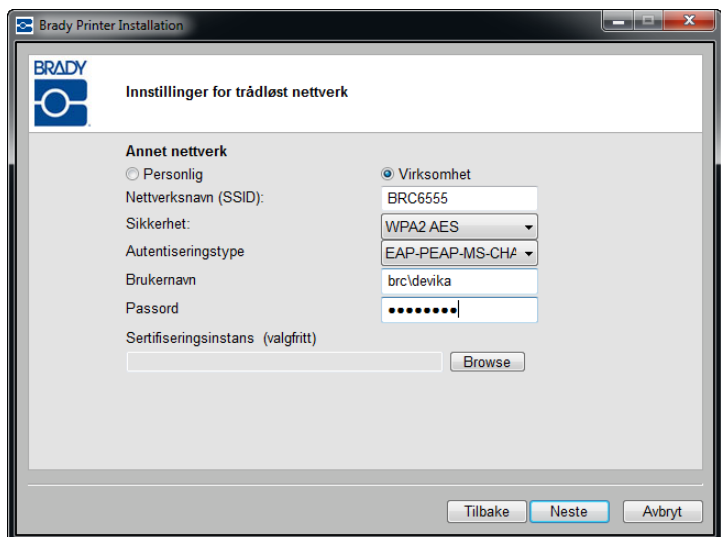 Brady Printer Installation
BRADY
Innstillinger for trådløst nettverk
Annet nettverk
Personlig Virksomhet
Nettverksnavn (SSID): BRC6555
Sikkerhet: WPA2 AES
Autentiseringstype EAP-PEAP-MS-CHA
Brukernavn brc\devika
Passord ●●●●●●●●
Sertifiseringsinstans (valgfritt)
Browse
Tilbake Neste Avbryt